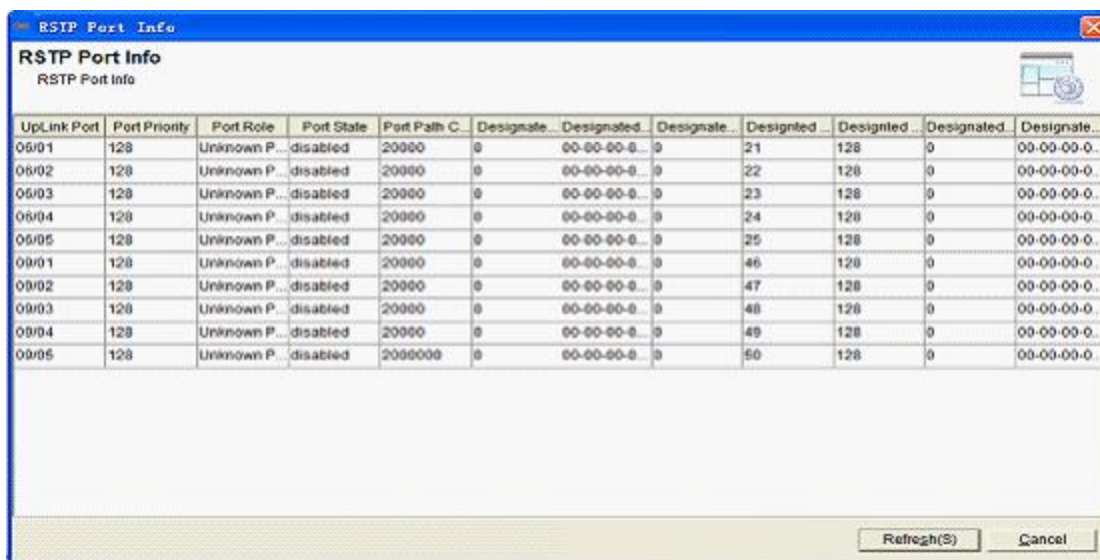 RSTP Port Info
RSTP Port Info
RSTP Port Info
UpLink Port Port Priority Port Role Port State Port Path C... Designate... Designated... Designate... Designted ... Designted ... Designated... Designate...
06/01 128 Unknown P... disabled 20000 0 00-00-00-0... 0 21 128 0 00-00-00-0...
06/02 128 Unknown P... disabled 20000 0 00-00-00-0... 0 22 128 0 00-00-00-0...
06/03 128 Unknown P... disabled 20000 0 00-00-00-0... 0 23 128 0 00-00-00-0...
06/04 128 Unknown P... disabled 20000 0 00-00-00-0... 0 24 128 0 00-00-00-0...
06/05 128 Unknown P... disabled 20000 0 00-00-00-0... 0 25 128 0 00-00-00-0...
09/01 128 Unknown P... disabled 20000 0 00-00-00-0... 0 46 128 0 00-00-00-0...
09/02 128 Unknown P... disabled 20000 0 00-00-00-0... 0 47 128 0 00-00-00-0...
09/03 128 Unknown P... disabled 20000 0 00-00-00-0... 0 48 128 0 00-00-00-0...
09/04 128 Unknown P... disabled 20000 0 00-00-00-0... 0 49 128 0 00-00-00-0...
09/05 128 Unknown P... disabled 2000000 0 00-00-00-0... 0 50 128 0 00-00-00-0...
Refresh(S) Cancel